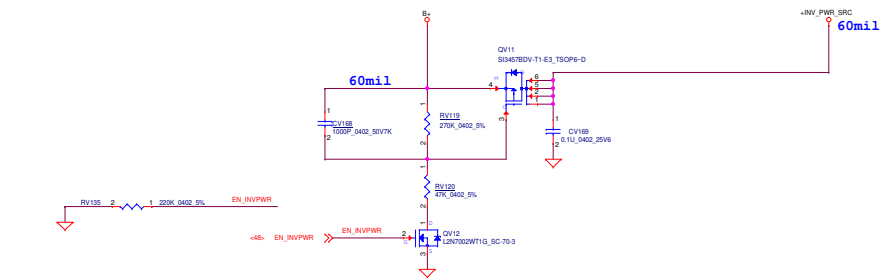 B+
+INV_PWR_SRC
60mil
QV11
SI3457BDV-T1-E3_TSOP6-D
S
D
60mil
4
6
5
2
1
G
3
1
CV168
1000P_0402_50V7K
2
1
RV119
270K_0402_5%
2
1
CV169
0.1U_0402_25V6
2
1
RV120
47K_0402_5%
2
RV135
2
1
220K_0402_5%
EN_INVPWR
<48>
EN_INVPWR
EN_INVPWR
2
G
1
D
QV12
L2N7002WT1G_SC-70-3
S
3